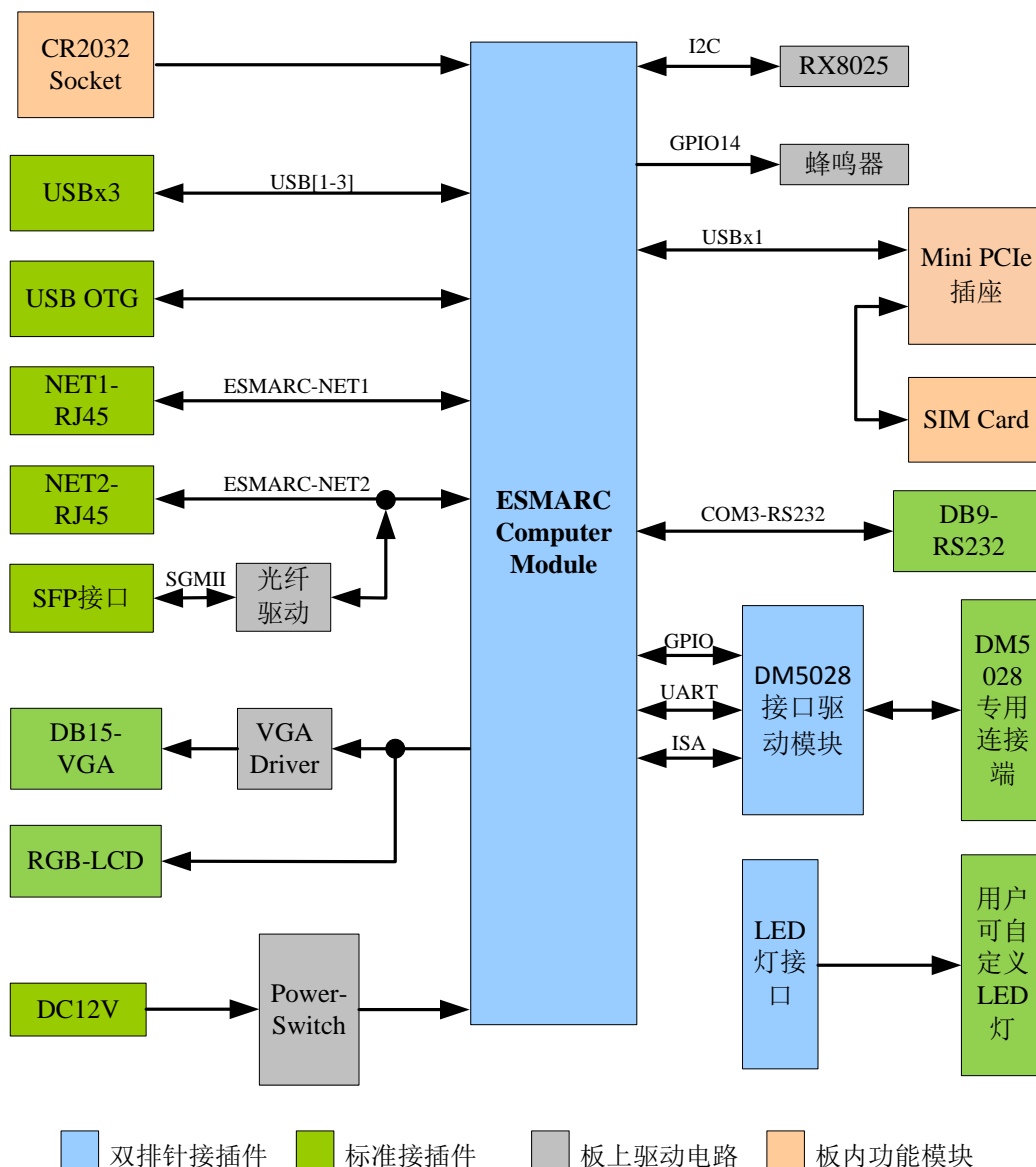 CR2032
Socket
I2C
RX8025
GPIO14
蜂鸣器
USBx3
USB[1-3]
USBx1
Mini PCIe
插座
USB OTG
NET1-
RJ45
ESMARC-NET1
SIM Card
NET2-
RJ45
ESMARC-NET2
ESMARC
Computer
Module
COM3-RS232
DB9-
RS232
SFP接口
SGMII
光纤
驱动
GPIO
UART
ISA
DM5028
接口驱
动模块
DM5
028
专用
连接
端
DB15-
VGA
VGA
Driver
RGB-LCD
LED
灯接
口
用户
可自
定义
LED
灯
DC12V
Power-
Switch
双排针接插件
标准接插件
板上驱动电路
板内功能模块